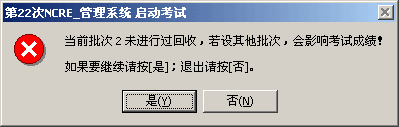 第22次NCRE_管理系统 启动考试
当前批次2未进行过回收，若设其他批次，会影响考试成绩！
如果要继续请按[是]；退出请按[否]。
是(Y) 否(N)